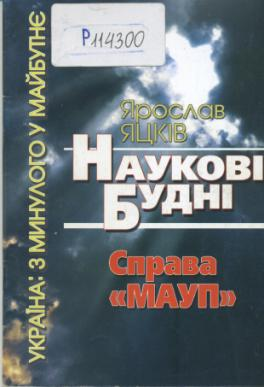 Р114300
Ярослав
ЯЦКІВ
НАУКОВІ
БУДНІ
Справа
«МАУП»
УКРАЇНА: З МИНУЛОГО У МАЙБУТНЄ